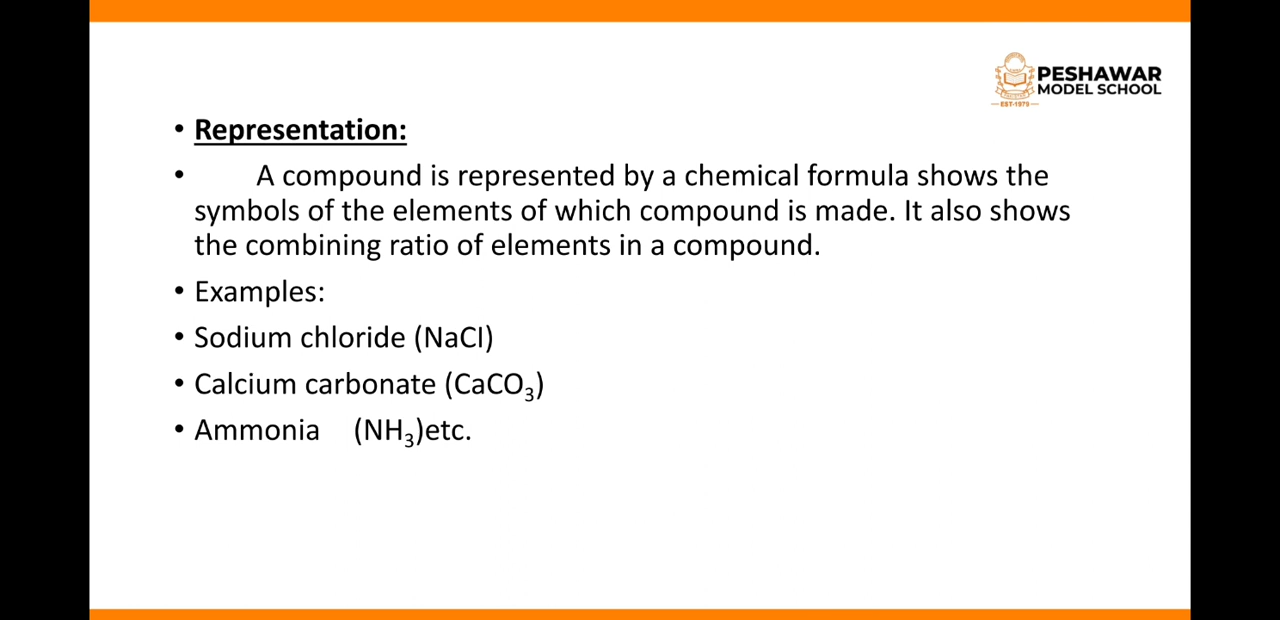 PESHAWAR
MODEL SCHOOL
EST-1979
• Representation:
• A compound is represented by a chemical formula shows the
symbols of the elements of which compound is made. It also shows
the combining ratio of elements in a compound.
• Examples:
• Sodium chloride (NaCl)
• Calcium carbonate (CaCO₃)
• Ammonia (NH₃)etc.